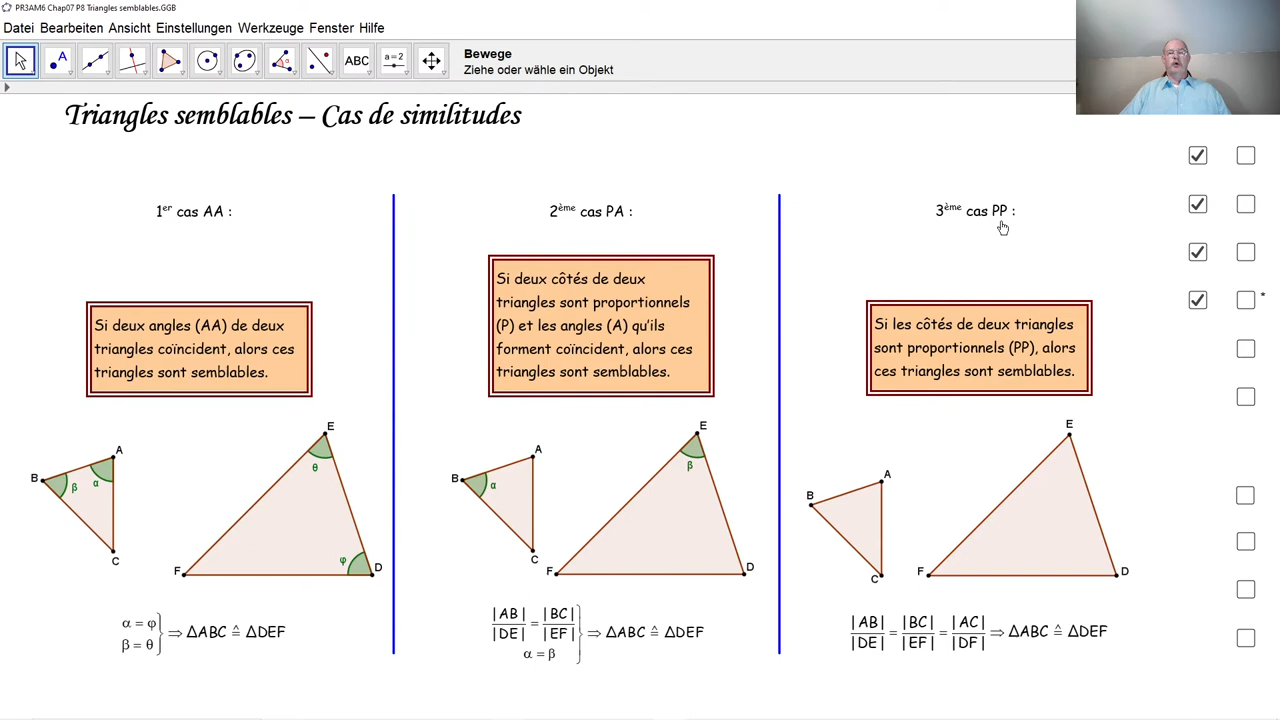 PR3AM6 Chap07 P8 Triangles semblables.GGB
Datei Bearbeiten Ansicht Einstellungen Werkzeuge Fenster Hilfe
A
ABC
a=2
Bewege
Ziehe oder wähle ein Objekt
Triangles semblables – Cas de similitudes
1er cas AA :
Si deux angles (AA) de deux
triangles coïncident, alors ces
triangles sont semblables.
A
B
β
α
C
E
θ
φ
F
D
α = φ
β = θ
} ⇒ ΔABC ≙ ΔDEF
2ème cas PA :
Si deux côtés de deux
triangles sont proportionnels
(P) et les angles (A) qu’ils
forment coïncident, alors ces
triangles sont semblables.
A
B
α
C
E
β
F
D
|AB| / |DE| = |BC| / |EF|
α = β
} ⇒ ΔABC ≙ ΔDEF
3ème cas PP :
Si les côtés de deux triangles
sont proportionnels (PP), alors
ces triangles sont semblables.
A
B
C
E
F
D
|AB| / |DE| = |BC| / |EF| = |AC| / |DF| ⇒ ΔABC ≙ ΔDEF
*